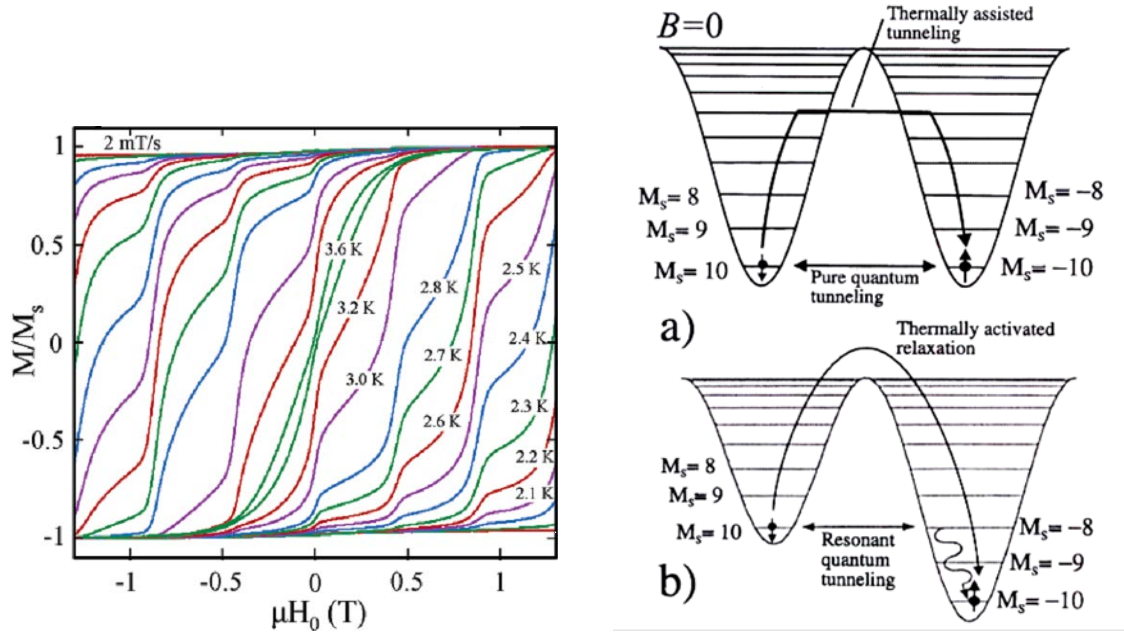 2 mT/s
1
0.5
0
-0.5
-1
M/Mₛ
3.6 K
3.2 K
3.0 K
2.8 K
2.7 K
2.6 K
2.5 K
2.4 K
2.3 K
2.2 K
2.1 K
-1
-0.5
0
0.5
1
μH₀ (T)
B=0
Thermally assisted
tunneling
Mₛ= 8
Mₛ= 9
Mₛ= 10
Mₛ= −8
Mₛ= −9
Mₛ= −10
Pure quantum
tunneling
a)
Thermally activated
relaxation
Mₛ= 8
Mₛ= 9
Mₛ= 10
Mₛ= −8
Mₛ= −9
Mₛ= −10
Resonant
quantum
tunneling
b)